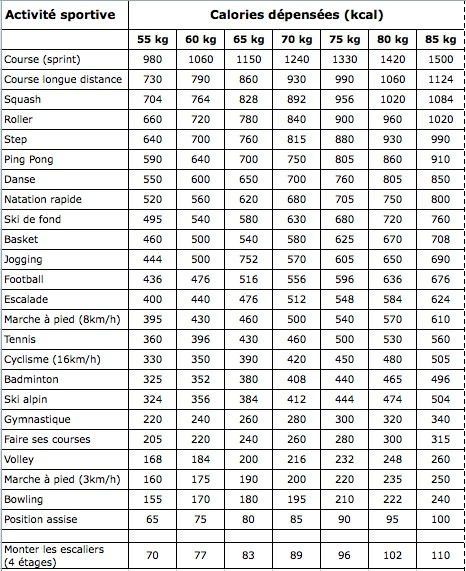 Activité sportive Calories dépensées (kcal)
55 kg 60 kg 65 kg 70 kg 75 kg 80 kg 85 kg
Course (sprint) 980 1060 1150 1240 1330 1420 1500
Course longue distance 730 790 860 930 990 1060 1124
Squash 704 764 828 892 956 1020 1084
Roller 660 720 780 840 900 960 1020
Step 640 700 760 815 880 930 990
Ping Pong 590 640 700 750 805 860 910
Danse 550 600 650 700 760 805 850
Natation rapide 520 560 620 680 705 750 800
Ski de fond 495 540 580 630 680 720 760
Basket 460 500 540 580 625 670 708
Jogging 444 500 752 570 605 650 690
Football 436 476 516 556 596 636 676
Escalade 400 440 476 512 548 584 624
Marche à pied (8km/h) 395 430 460 500 540 570 610
Tennis 360 396 430 460 500 530 560
Cyclisme (16km/h) 330 350 390 420 450 480 505
Badminton 325 352 380 408 440 465 496
Ski alpin 324 356 384 412 444 474 504
Gymnastique 220 240 260 280 300 320 340
Faire ses courses 205 220 240 260 280 300 315
Volley 168 184 200 216 232 248 260
Marche à pied (3km/h) 160 175 190 200 220 235 250
Bowling 155 170 180 195 210 222 240
Position assise 65 75 80 85 90 95 100
Monter les escaliers
(4 étages) 70 77 83 89 96 102 110